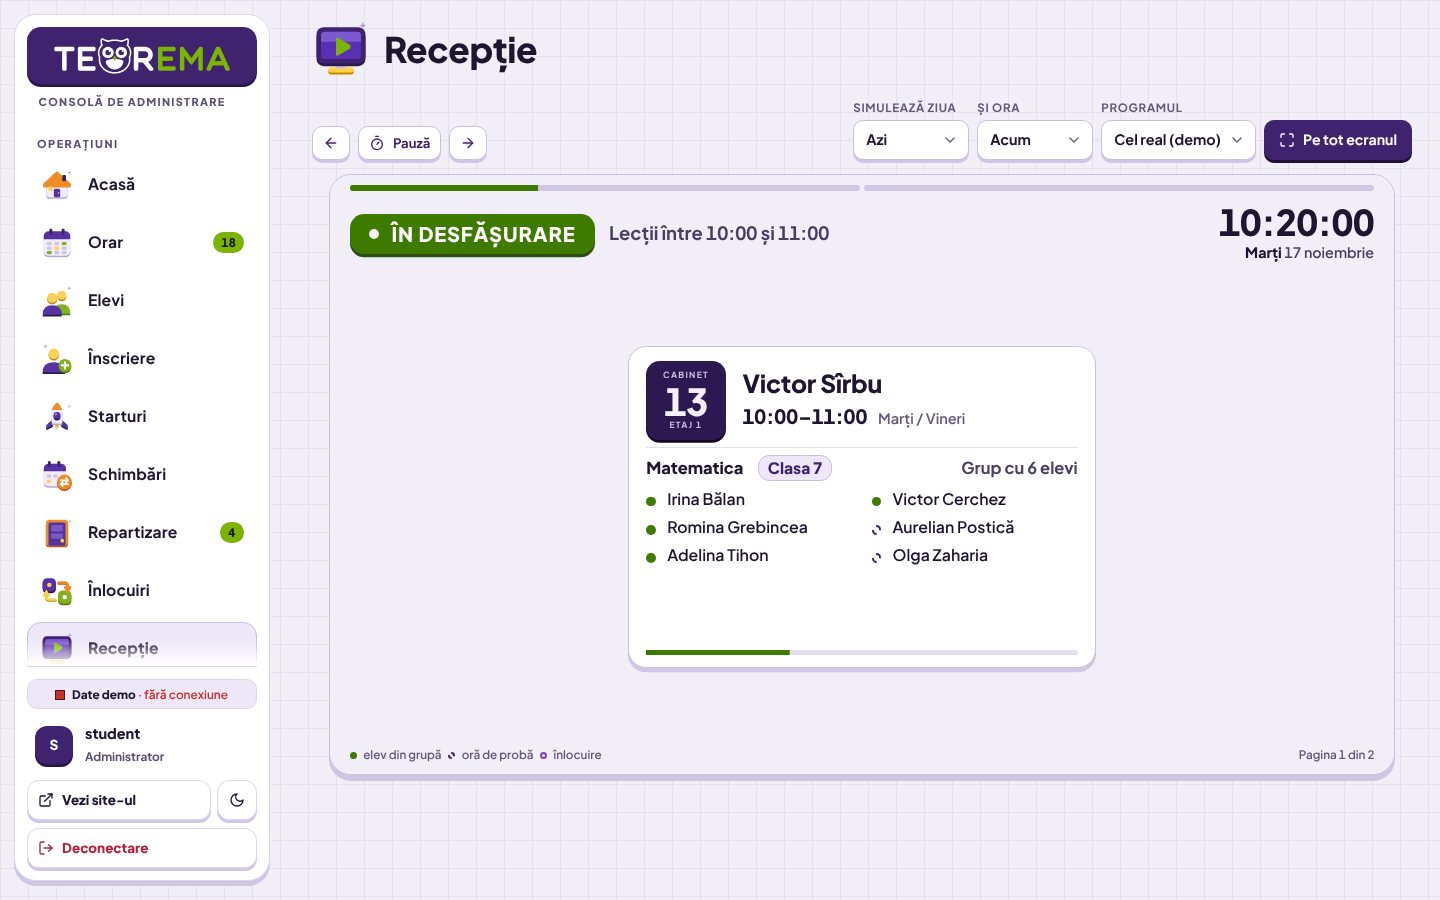 TEOREMA
CONSOLĂ DE ADMINISTRARE
OPERAȚIUNI
Acasă
Orar 18
Elevi
Înscriere
Starturi
Schimbări
Repartizare 4
Înlocuiri
Recepție
Date demo · fără conexiune
S
student
Administrator
Vezi site-ul
Deconectare
Recepție
Pauză
SIMULEAZĂ ZIUA
Azi
ȘI ORA
Acum
PROGRAMUL
Cel real (demo)
Pe tot ecranul
ÎN DESFĂȘURARE
Lecții între 10:00 și 11:00
10:20:00
Marți 17 noiembrie
CABINET
13
ETAJ 1
Victor Sîrbu
10:00–11:00 Marți / Vineri
Matematica Clasa 7 Grup cu 6 elevi
Irina Bălan
Romina Grebincea
Adelina Tihon
Victor Cerchez
Aurelian Postică
Olga Zaharia
elev din grupă oră de probă înlocuire
Pagina 1 din 2